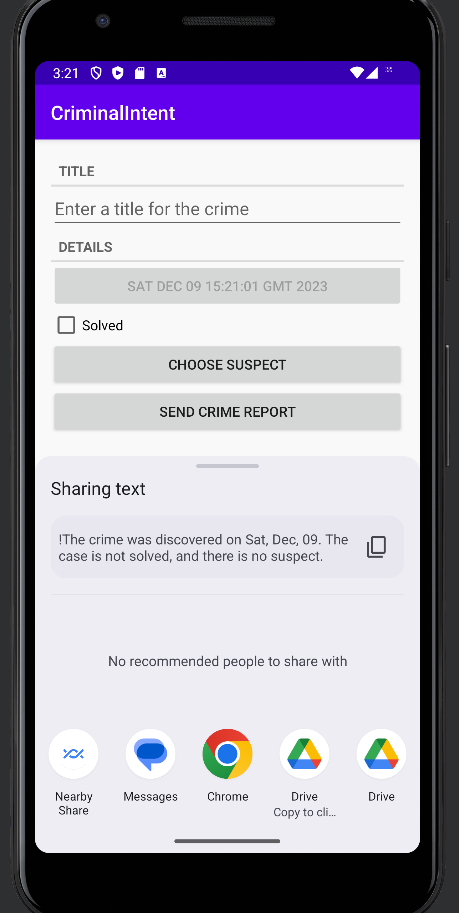 3:21
CriminalIntent
TITLE
Enter a title for the crime
DETAILS
SAT DEC 09 15:21:01 GMT 2023
Solved
CHOOSE SUSPECT
SEND CRIME REPORT
Sharing text
!The crime was discovered on Sat, Dec, 09. The
case is not solved, and there is no suspect.
No recommended people to share with
Nearby Share
Messages
Chrome
Drive
Copy to cli...
Drive